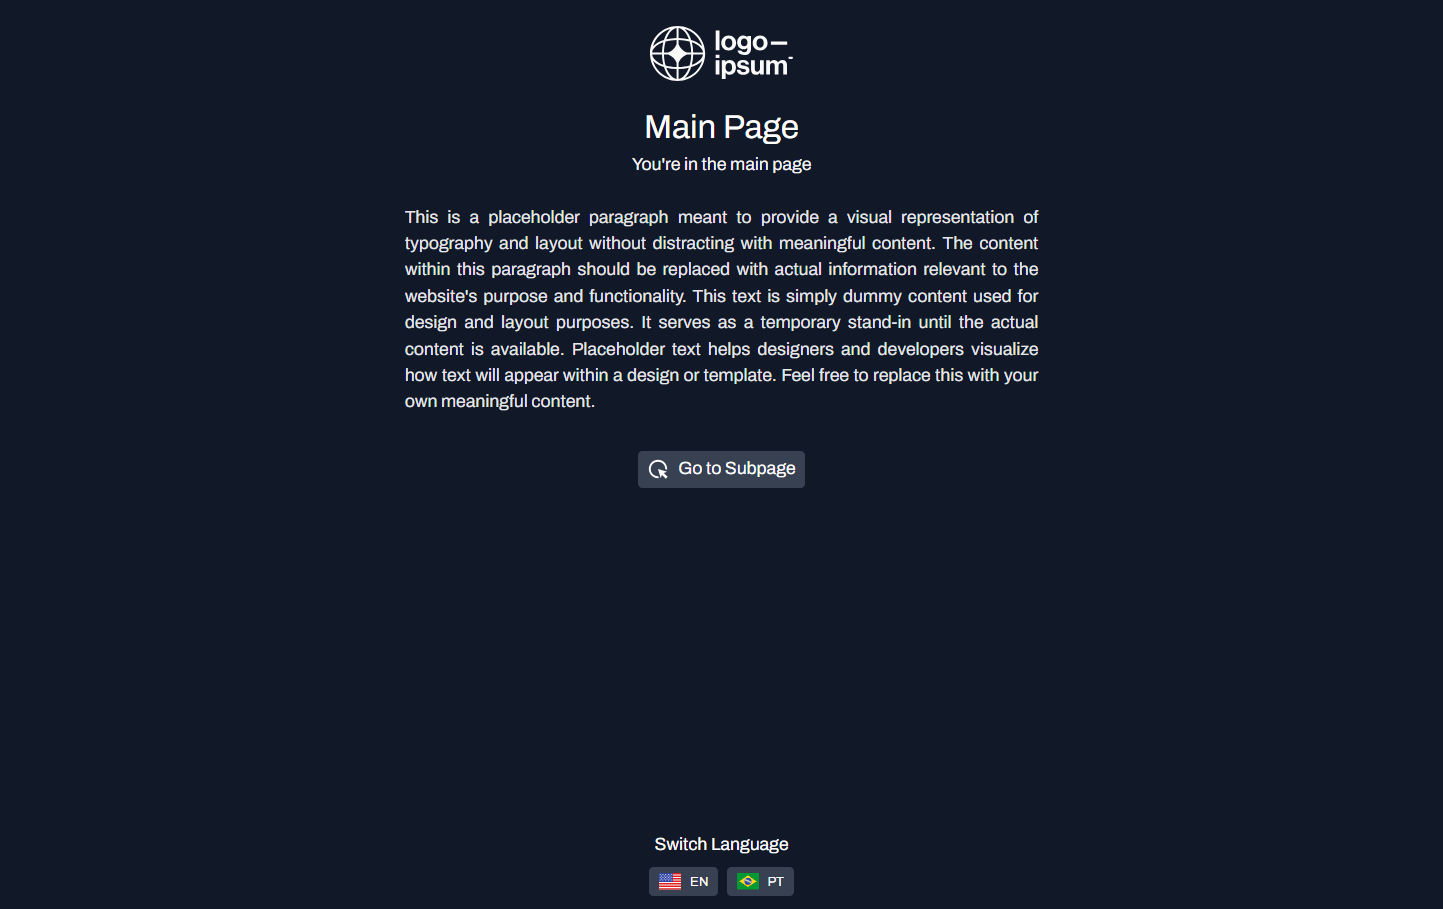 logo
ipsum
Main Page
You're in the main page
This is a placeholder paragraph meant to provide a visual representation of
typography and layout without distracting with meaningful content. The content
within this paragraph should be replaced with actual information relevant to the
website's purpose and functionality. This text is simply dummy content used for
design and layout purposes. It serves as a temporary stand-in until the actual
content is available. Placeholder text helps designers and developers visualize
how text will appear within a design or template. Feel free to replace this with your
own meaningful content.
Go to Subpage
Switch Language
EN PT